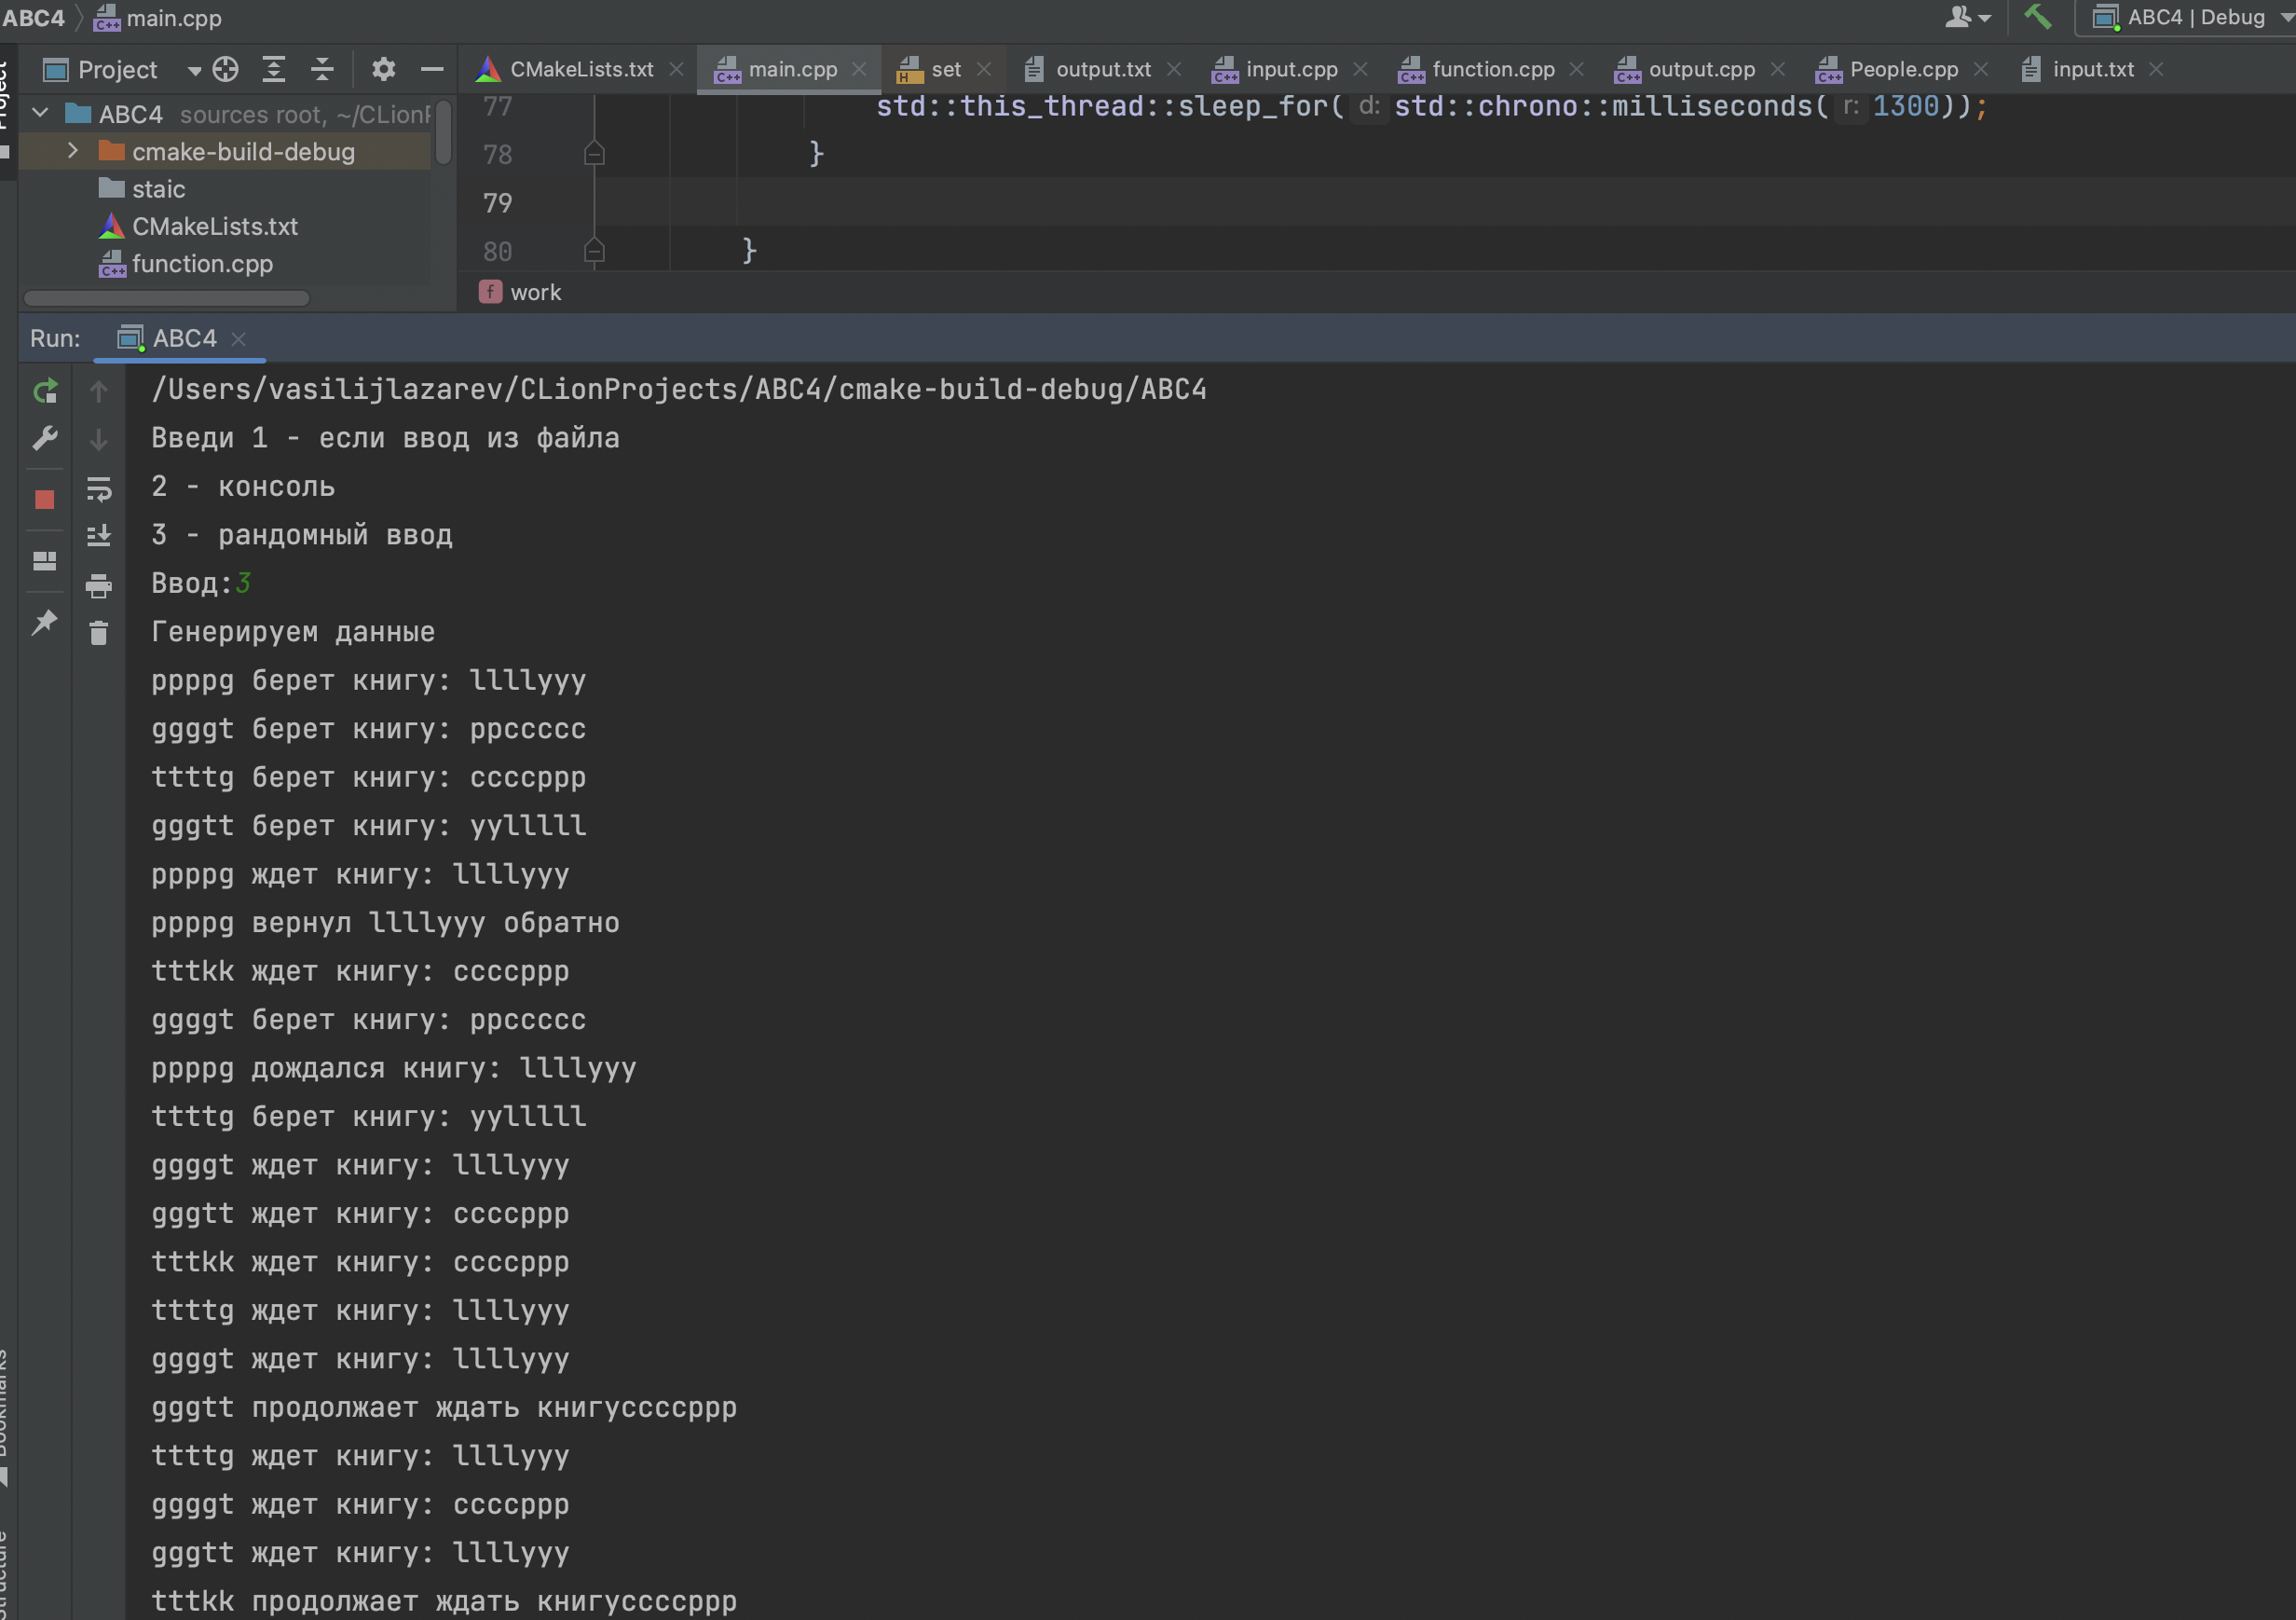 ABC4 main.cpp ABC4 | Debug
Project CMakeLists.txt main.cpp set output.txt input.cpp function.cpp output.cpp People.cpp input.txt
ABC4 sources root, ~/CLion
cmake-build-debug
staic
CMakeLists.txt
function.cpp
77 std::this_thread::sleep_for( d: std::chrono::milliseconds( r: 1300));
78 }
79
80 }
work
Run: ABC4
/Users/vasilijlazarev/CLionProjects/ABC4/cmake-build-debug/ABC4
Введи 1 - если ввод из файла
2 - консоль
3 - рандомный ввод
Ввод:3
Генерируем данные
ppppg берет книгу: llllyyy
ggggt берет книгу: ppccccc
ttttg берет книгу: ccccppp
gggtt берет книгу: yylllll
ppppg ждет книгу: llllyyy
ppppg вернул llllyyy обратно
tttkk ждет книгу: ccccppp
ggggt берет книгу: ppccccc
ppppg дождался книгу: llllyyy
ttttg берет книгу: yylllll
ggggt ждет книгу: llllyyy
gggtt ждет книгу: ccccppp
tttkk ждет книгу: ccccppp
ttttg ждет книгу: llllyyy
ggggt ждет книгу: llllyyy
gggtt продолжает ждать книгуccccppp
ttttg ждет книгу: llllyyy
ggggt ждет книгу: ccccppp
gggtt ждет книгу: llllyyy
tttkk продолжает ждать книгуccccppp
Bookmarks
Structure